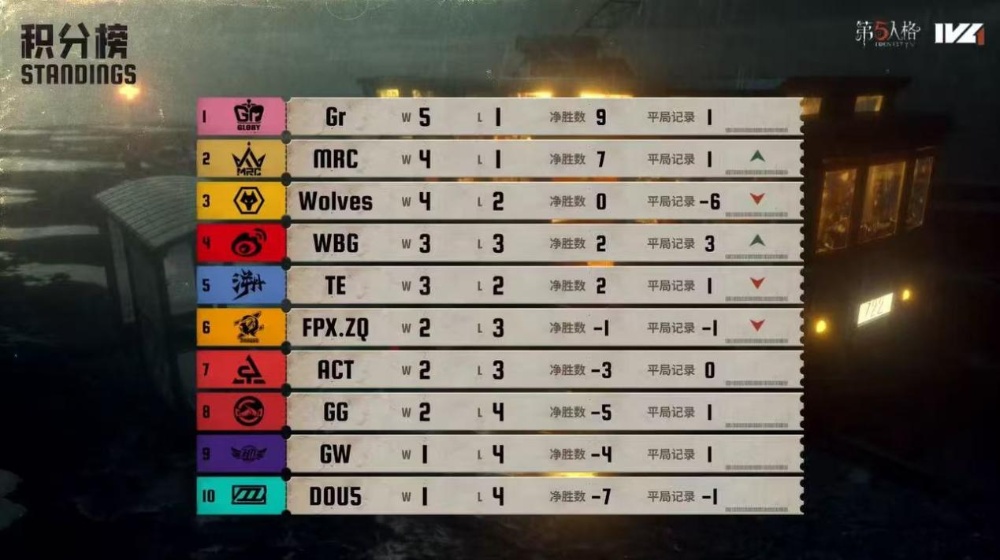 积分榜
STANDINGS
第5人格
IDENTITY V
IVL
1 Gr GLORY Gr W 5 L 1 净胜数 9 平局记录 1
2 MRC MRC W 4 L 1 净胜数 7 平局记录 1
3 Wolves W 4 L 2 净胜数 0 平局记录 -6
4 WBG W 3 L 3 净胜数 2 平局记录 3
5 TE W 3 L 2 净胜数 2 平局记录 1
6 FPX.ZQ W 2 L 3 净胜数 -1 平局记录 -1
7 ACT W 2 L 3 净胜数 -3 平局记录 0
8 GG W 2 L 4 净胜数 -5 平局记录 1
9 GW W 1 L 4 净胜数 -4 平局记录 1
10 DOU5 W 1 L 4 净胜数 -7 平局记录 -1